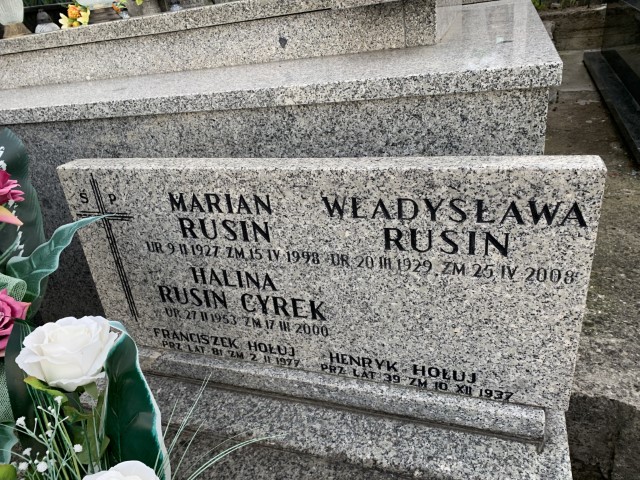 Ś P
MARIAN
RUSIN
UR 9 II 1927 ZM 15 IV 1998
WŁADYSŁAWA
RUSIN
UR. 20 III 1929. ZM 25 IV 2008
HALINA
RUSIN CYREK
UR 27 II 1953 ZM 17 III 2000
FRANCISZEK HOŁUJ
PRZ LAT 81 ZM 2 II 1977
HENRYK HOŁUJ
PRZ. LAT 39 ZM 10 XII 1937